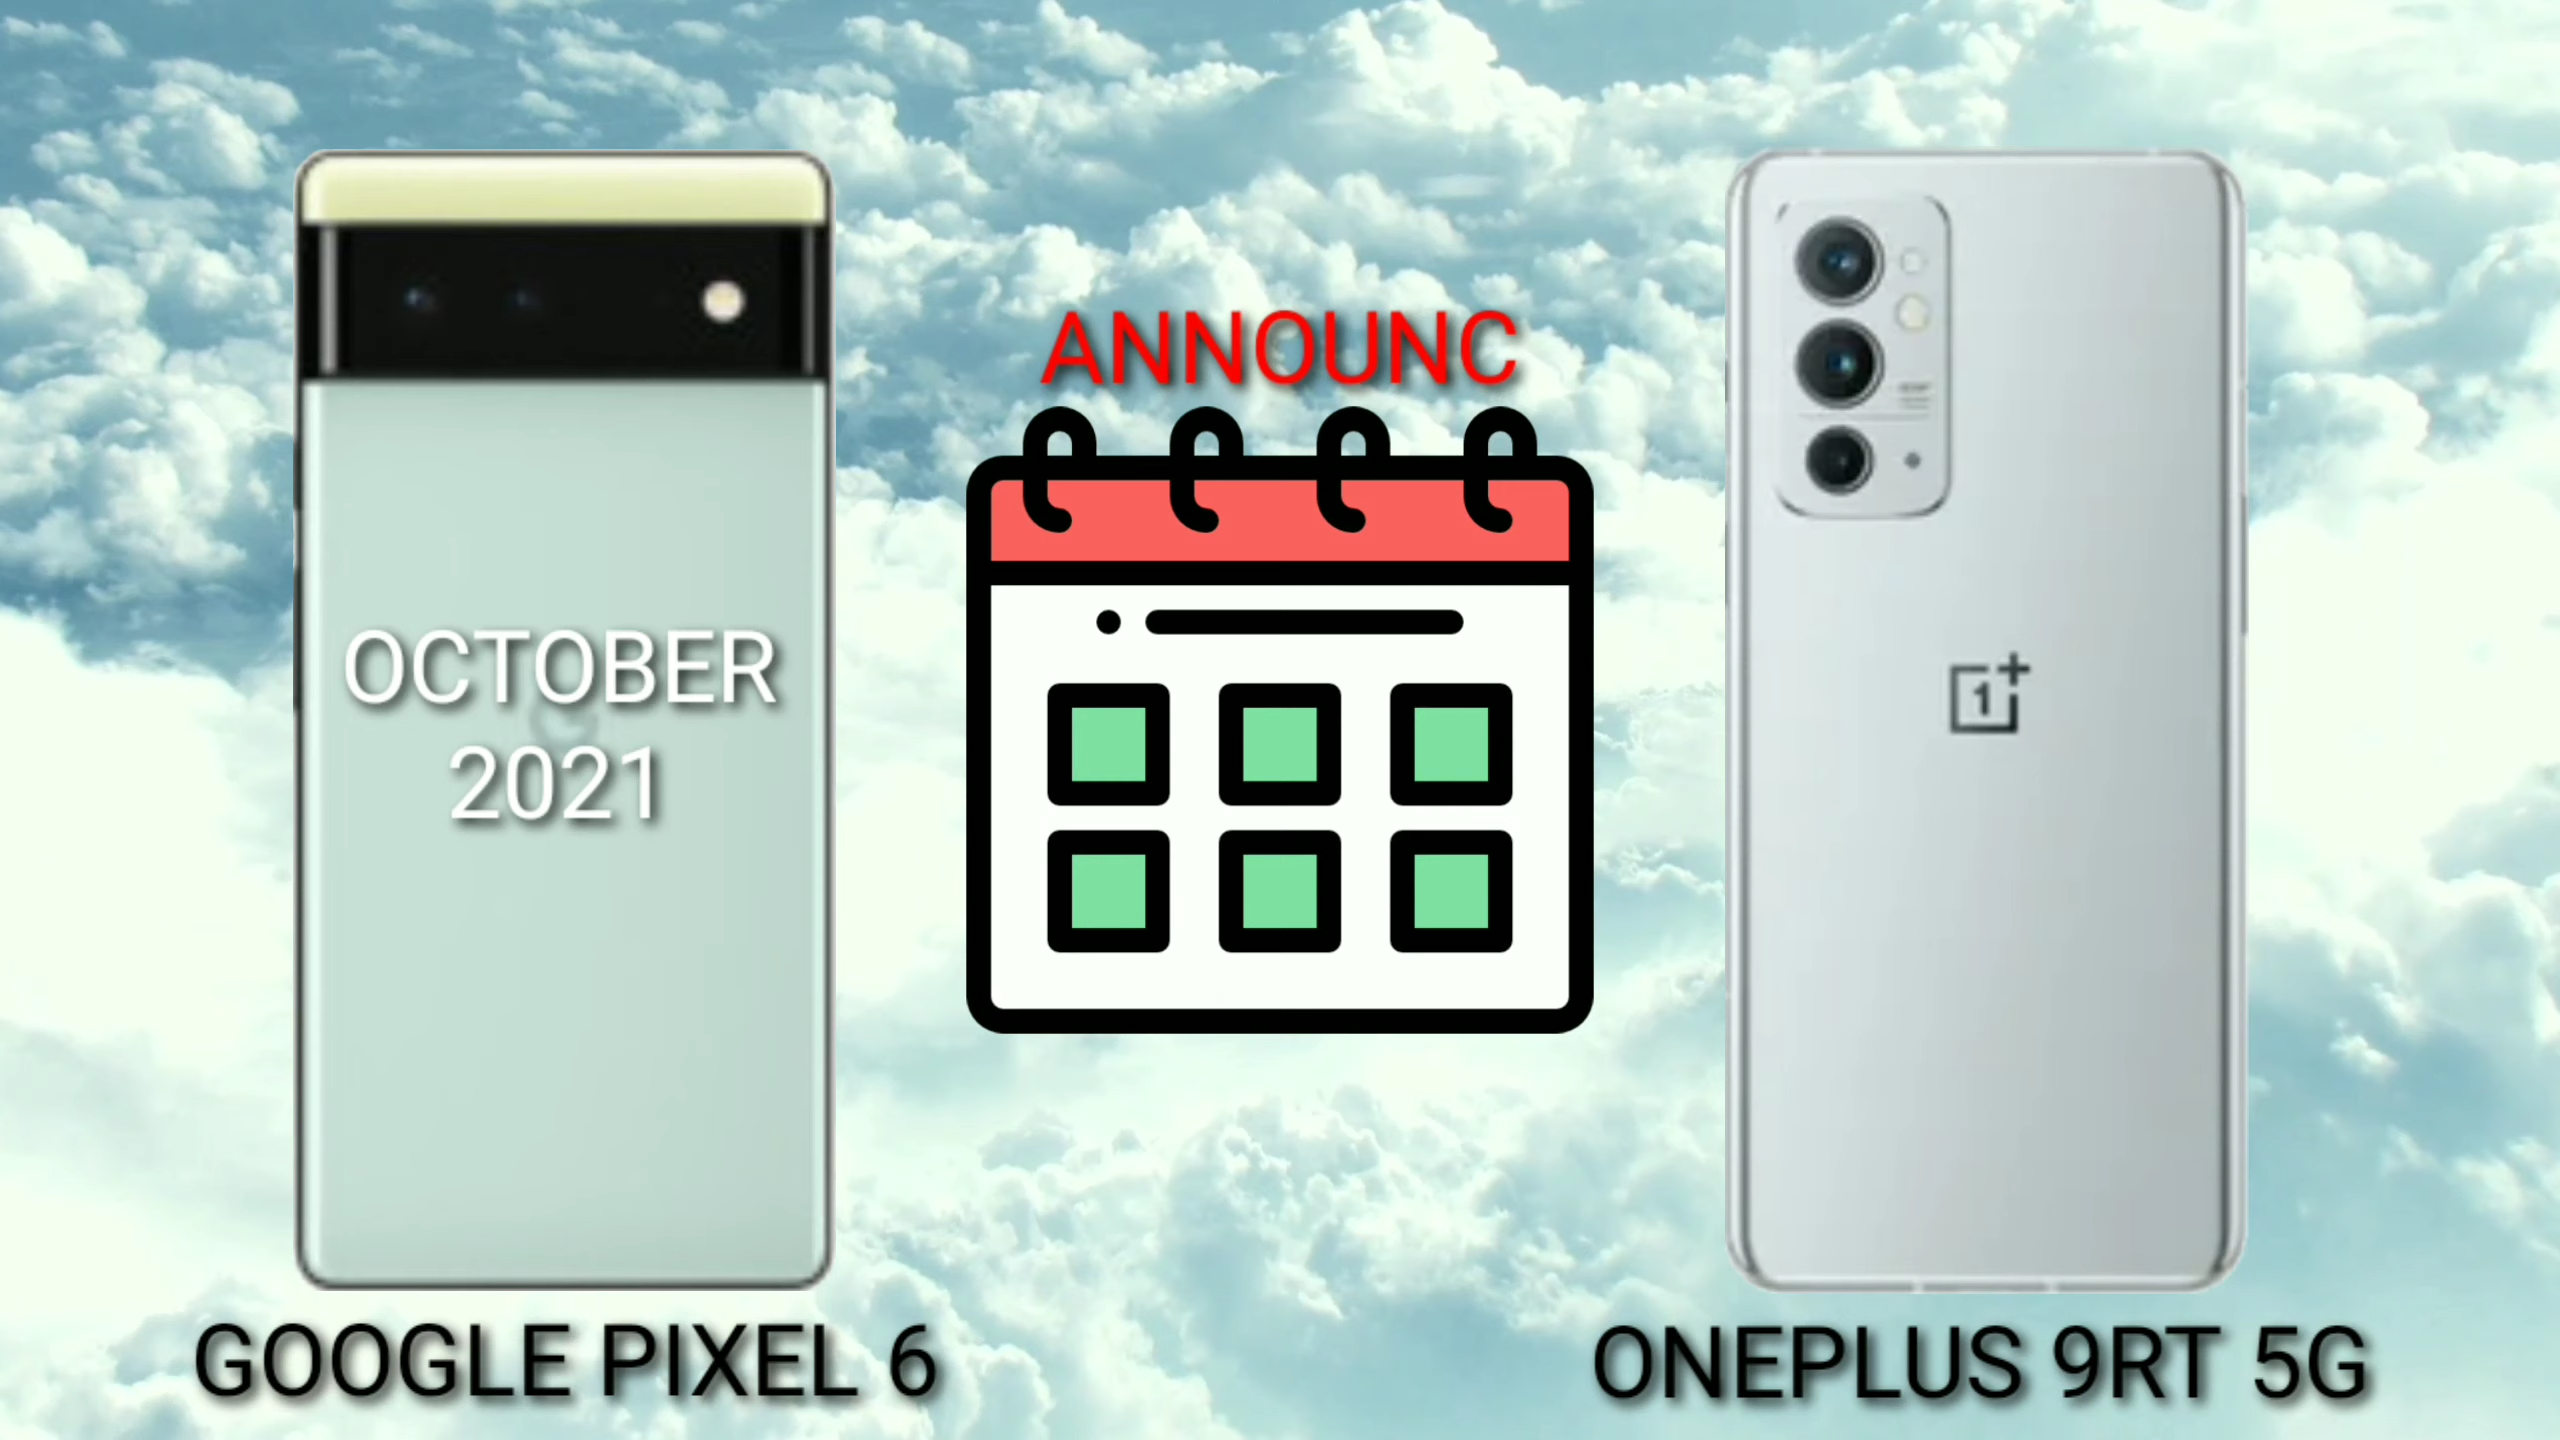 ANNOUNC
OCTOBER
2021
GOOGLE PIXEL 6
ONEPLUS 9RT 5G